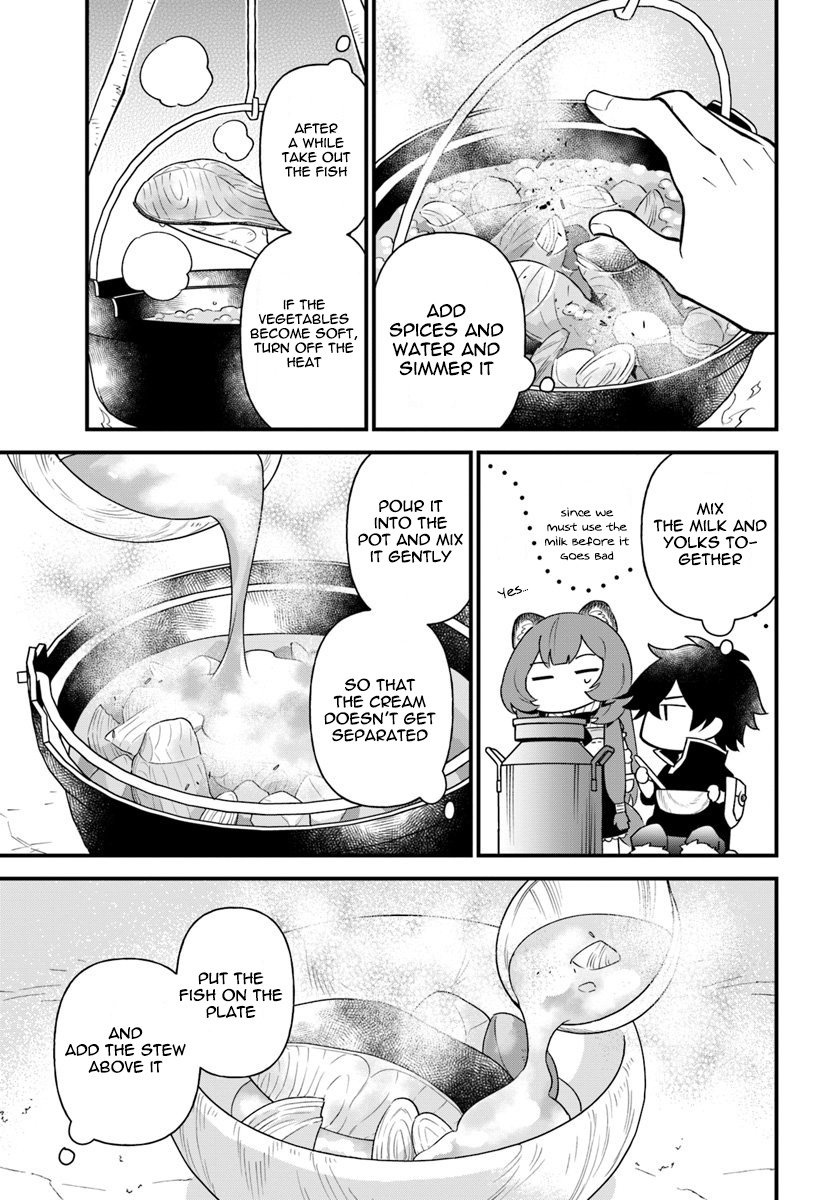 ADD
SPICES AND
WATER AND
SIMMER IT
AFTER
A WHILE
TAKE OUT
THE FISH
IF THE
VEGETABLES
BECOME SOFT,
TURN OFF THE
HEAT
MIX
THE MILK AND
YOLKS TO-
GETHER
since we
must use the
milk before it
Goes Bad
Yes...
POUR IT
INTO THE
POT AND MIX
IT GENTLY
SO THAT
THE CREAM
DOESN'T GET
SEPARATED
PUT THE
FISH ON THE
PLATE
AND
ADD THE STEW
ABOVE IT